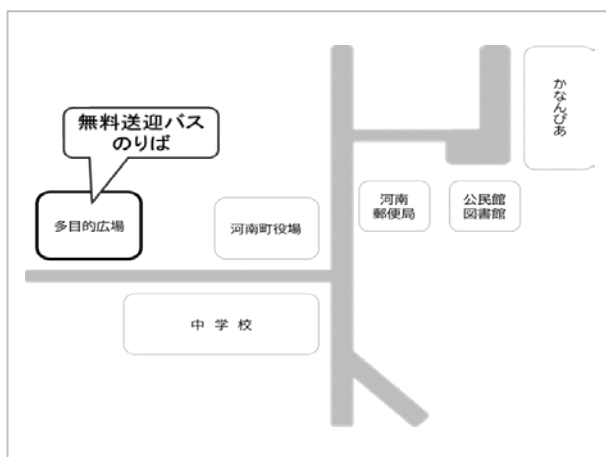 無料送迎バス
のりば
多目的広場
河南町役場
中学校
河南
郵便局
公民館
図書館
かなんぴあ